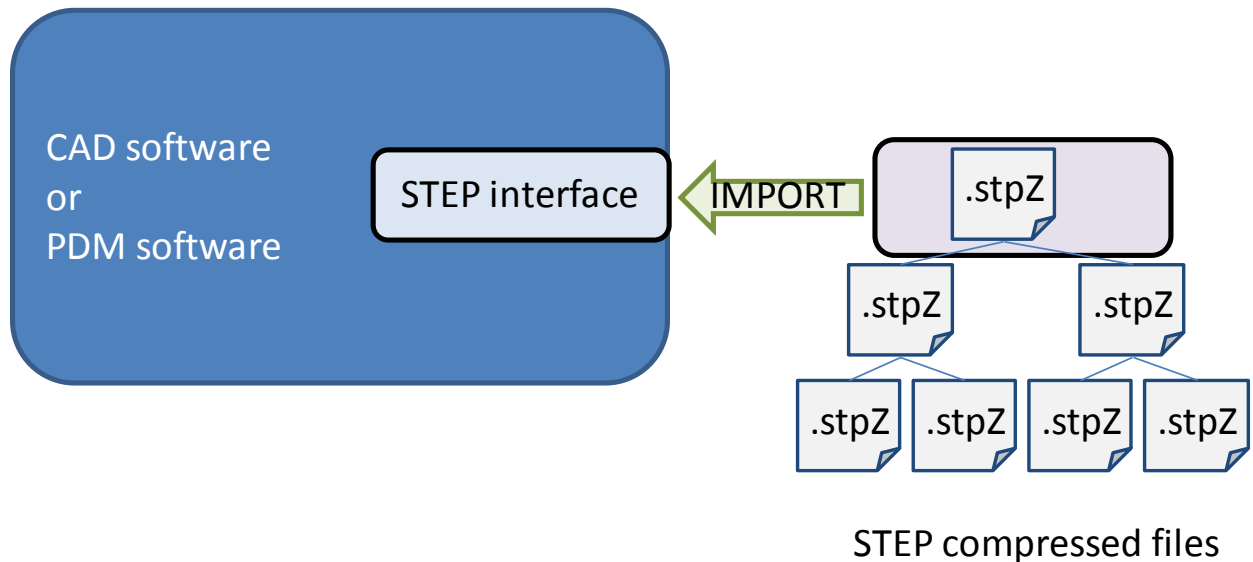 CAD software
or
PDM software
STEP interface
IMPORT
.stpZ
.stpZ
.stpZ
.stpZ
.stpZ
.stpZ
.stpZ
STEP compressed files